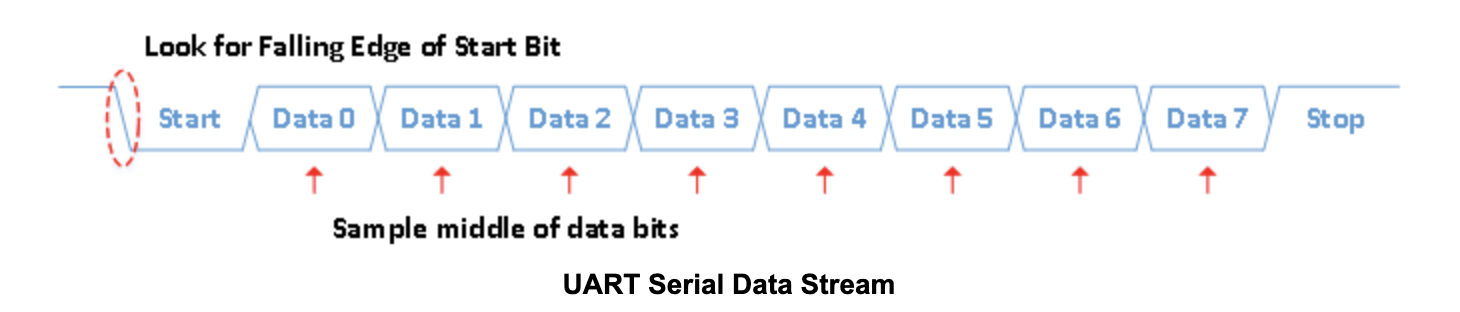 Look for Falling Edge of Start Bit
Start Data 0 Data 1 Data 2 Data 3 Data 4 Data 5 Data 6 Data 7 Stop
Sample middle of data bits
UART Serial Data Stream